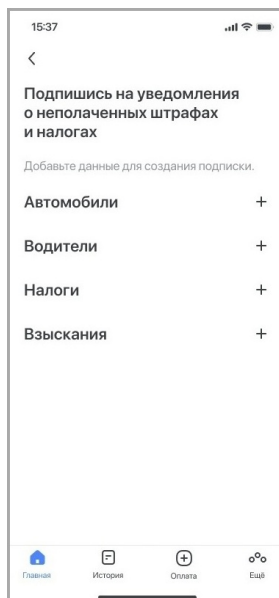 15:37
Подпишись на уведомления
о неполаченных штрафах
и налогах
Добавьте данные для создания подписки.
Автомобили +
Водители +
Налоги +
Взыскания +
Главная История Оплата Ещё